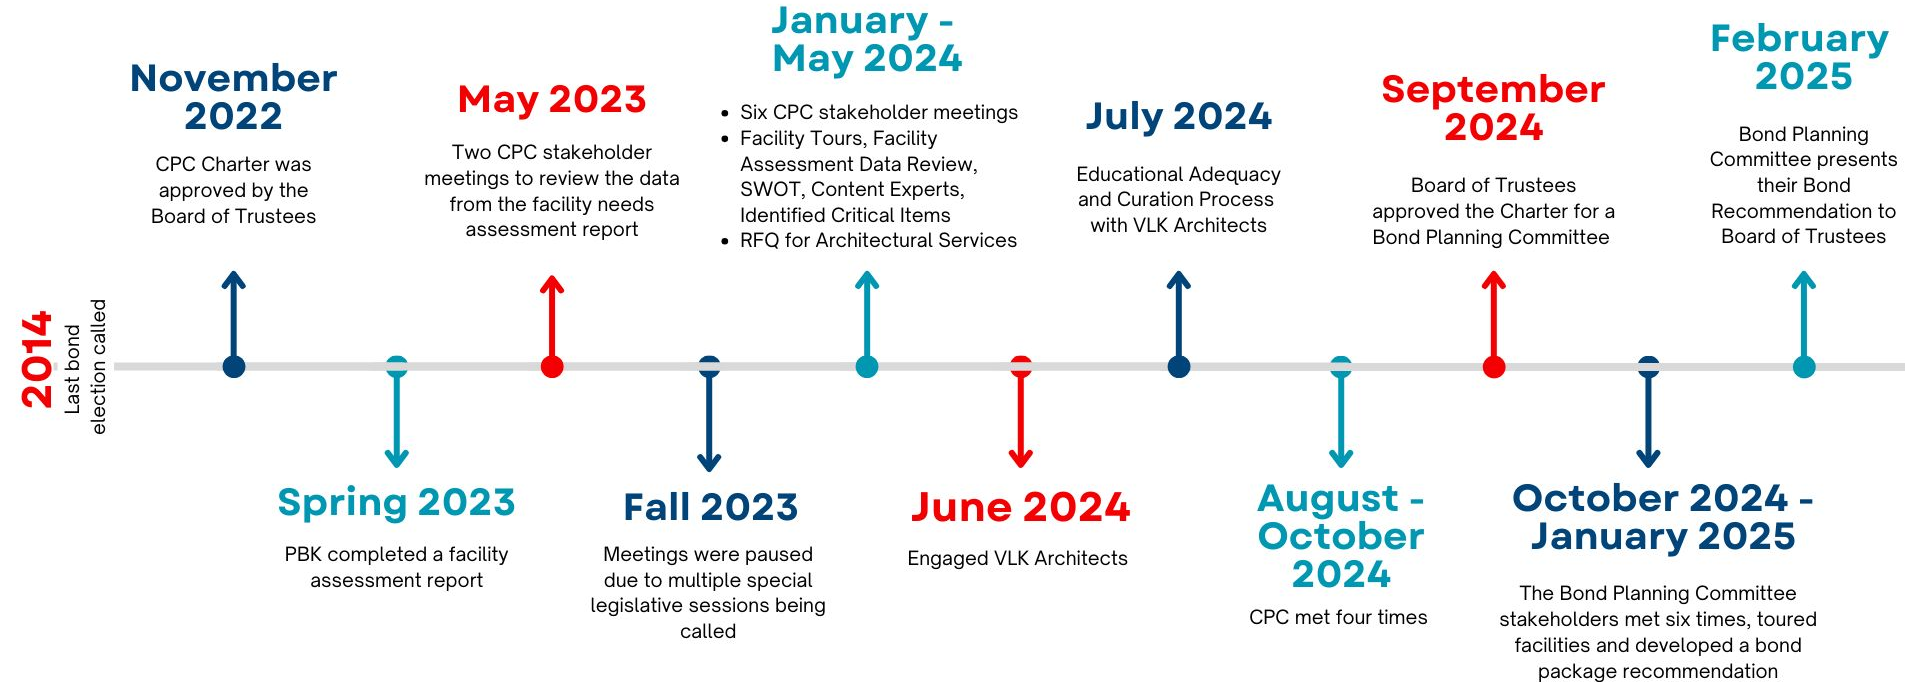 2014
Last bond
election called
November
2022
CPC Charter was
approved by the
Board of Trustees
Spring 2023
PBK completed a facility
assessment report
May 2023
Two CPC stakeholder
meetings to review the data
from the facility needs
assessment report
Fall 2023
Meetings were paused
due to multiple special
legislative sessions being
called
January -
May 2024
• Six CPC stakeholder meetings
• Facility Tours, Facility
Assessment Data Review,
SWOT, Content Experts,
Identified Critical Items
• RFQ for Architectural Services
June 2024
Engaged VLK Architects
July 2024
Educational Adequacy
and Curation Process
with VLK Architects
August -
October
2024
CPC met four times
September
2024
Board of Trustees
approved the Charter for a
Bond Planning Committee
October 2024 -
January 2025
The Bond Planning Committee
stakeholders met six times, toured
facilities and developed a bond
package recommendation
February
2025
Bond Planning
Committee presents
their Bond
Recommendation to
Board of Trustees